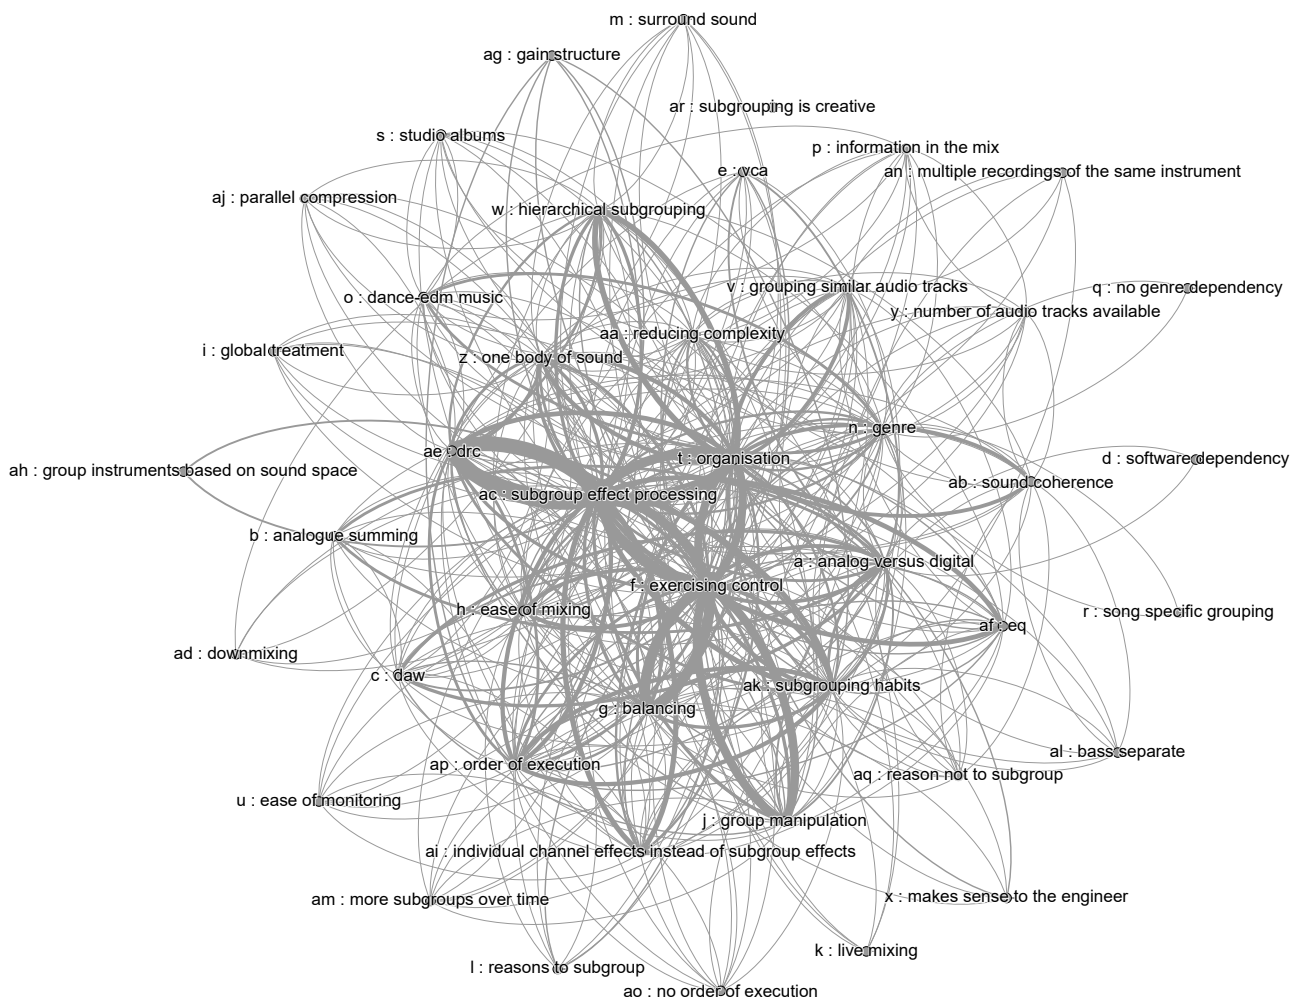 m : surround sound
ag : gain structure
ar : subgrouping is creative
s : studio albums
p : information in the mix
e : vca
an : multiple recordings of the same instrument
aj : parallel compression
w : hierarchical subgrouping
v : grouping similar audio tracks
q : no genre dependency
o : dance-edm music
y : number of audio tracks available
aa : reducing complexity
i : global treatment
z : one body of sound
n : genre
ae : drc
t : organisation
d : software dependency
ah : group instruments based on sound space
ab : sound coherence
ac : subgroup effect processing
b : analogue summing
a : analog versus digital
f : exercising control
h : ease of mixing
r : song specific grouping
af : eq
ad : downmixing
c : daw
ak : subgrouping habits
g : balancing
al : bass separate
ap : order of execution
aq : reason not to subgroup
u : ease of monitoring
j : group manipulation
ai : individual channel effects instead of subgroup effects
x : makes sense to the engineer
am : more subgroups over time
k : live mixing
l : reasons to subgroup
ao : no order of execution